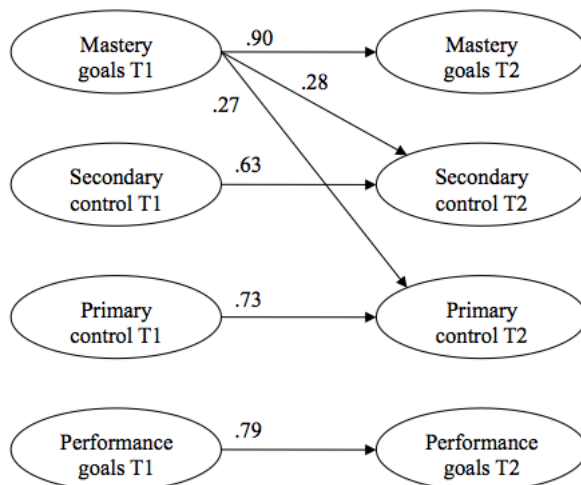 Mastery
goals T1
.90
Mastery
goals T2
.28
.27
Secondary
control T1
.63
Secondary
control T2
Primary
control T1
.73
Primary
control T2
Performance
goals T1
.79
Performance
goals T2